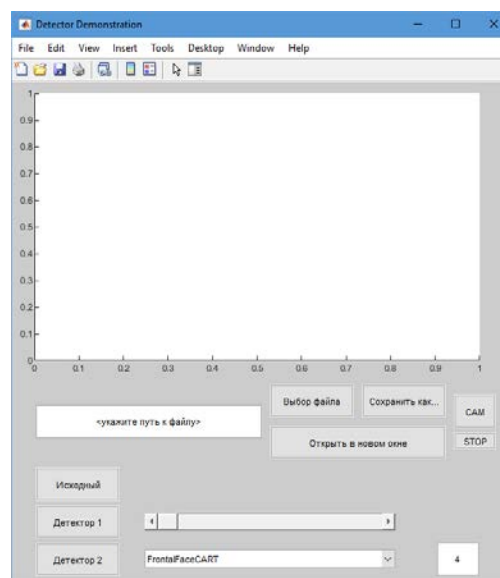 Detector Demonstration
File Edit View Insert Tools Desktop Window Help
1
0.9
0.8
0.7
0.6
0.5
0.4
0.3
0.2
0.1
0
0 0.1 0.2 0.3 0.4 0.5 0.6 0.7 0.8 0.9 1
Выбор файла Сохранить как...
CAM
<укажите путь к файлу>
Открыть в новом окне STOP
Исходный
Детектор 1
Детектор 2 FrontalFaceCART 4